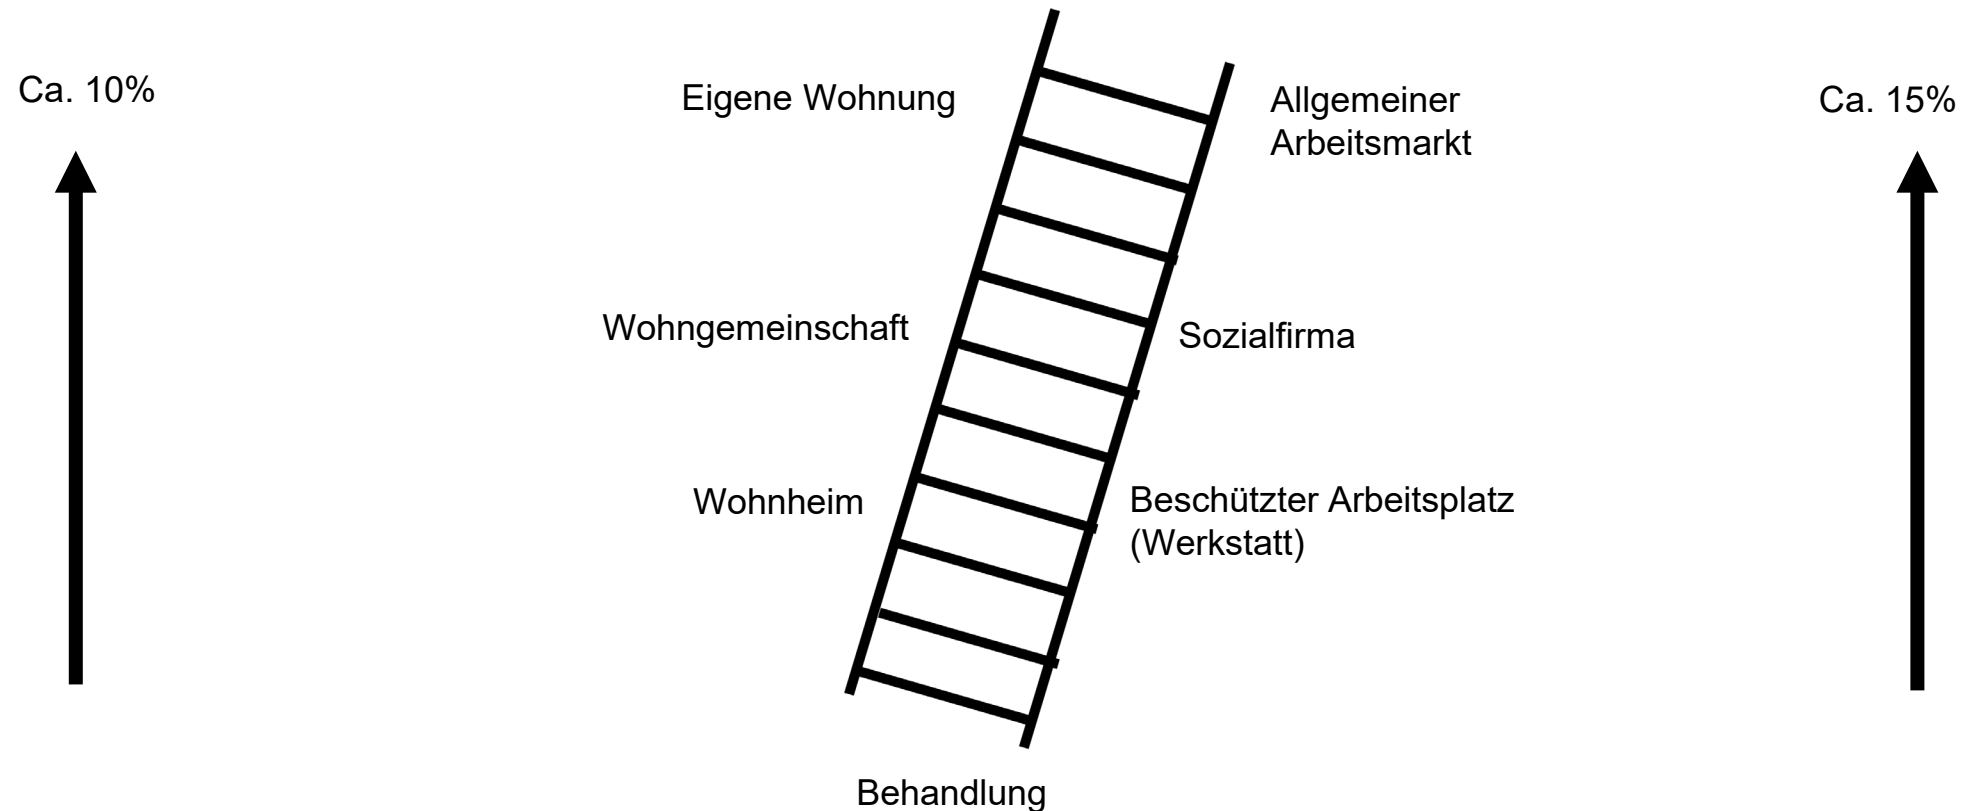 Ca. 10%
Eigene Wohnung
Allgemeiner
Arbeitsmarkt
Ca. 15%
Wohngemeinschaft
Sozialfirma
Wohnheim
Beschützter Arbeitsplatz
(Werkstatt)
Behandlung